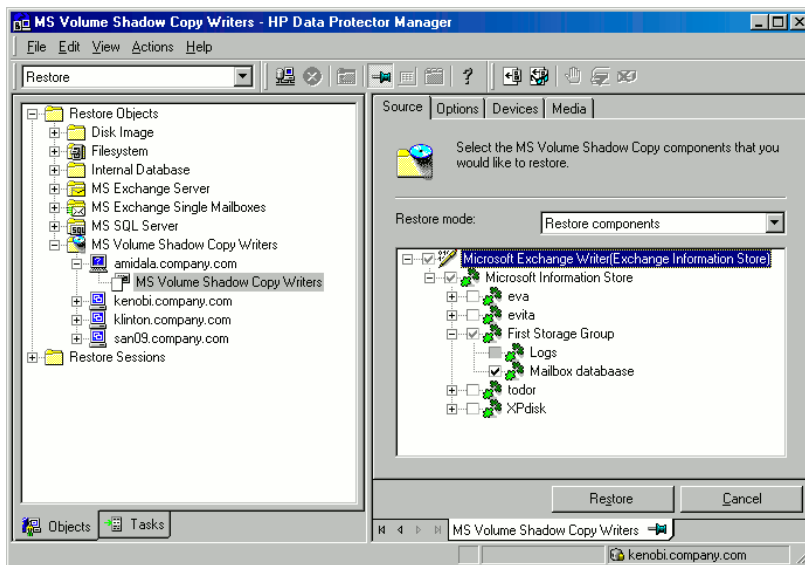 MS Volume Shadow Copy Writers - HP Data Protector Manager
File Edit View Actions Help
Restore
Restore Objects
Disk Image
Filesystem
Internal Database
MS Exchange Server
MS Exchange Single Mailboxes
SQL MS SQL Server
MS Volume Shadow Copy Writers
amidala.company.com
MS Volume Shadow Copy Writers
kenobi.company.com
klinton.company.com
san09.company.com
Restore Sessions
Objects Tasks
Source Options Devices Media
Select the MS Volume Shadow Copy components that you
would like to restore.
Restore mode: Restore components
Microsoft Exchange Writer(Exchange Information Store)
Microsoft Information Store
eva
evita
First Storage Group
Logs
Mailbox databaase
todor
XPdisk
Restore Cancel
MS Volume Shadow Copy Writers
kenobi.company.com